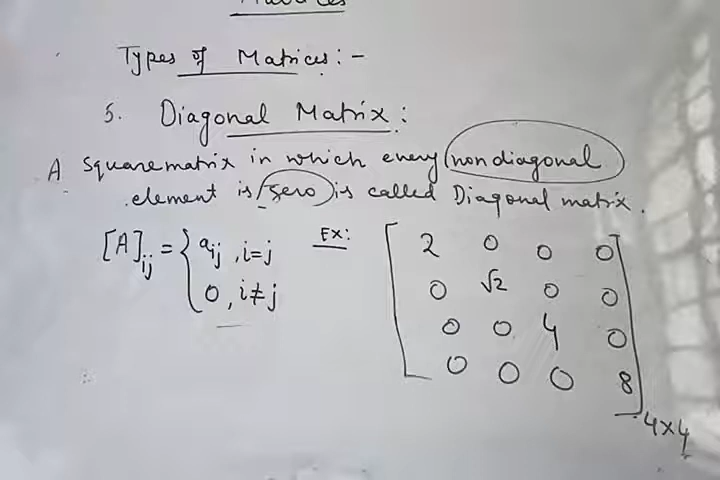 Matrices
Types of Matrices:-
5. Diagonal Matrix:
A square matrix in which every non diagonal
element is zero is called Diagonal matrix.
[A]ij = { aij , i=j
0 , i≠j
Ex:
2 0 0 0
0 √2 0 0
0 0 4 0
0 0 0 8
4×4